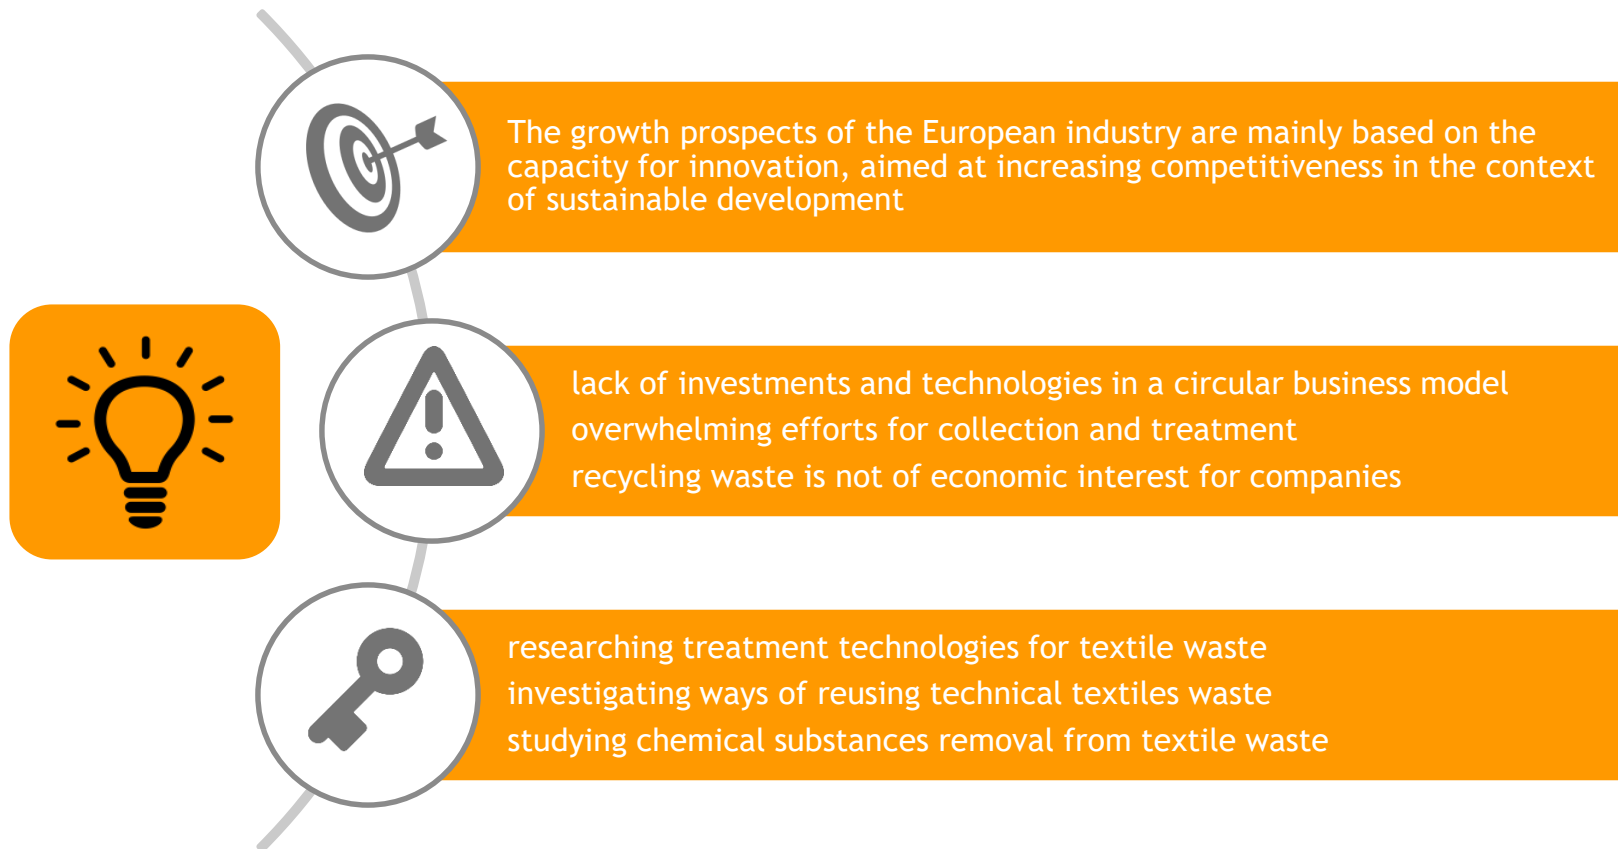 The growth prospects of the European industry are mainly based on the
capacity for innovation, aimed at increasing competitiveness in the context
of sustainable development
lack of investments and technologies in a circular business model
overwhelming efforts for collection and treatment
recycling waste is not of economic interest for companies
researching treatment technologies for textile waste
investigating ways of reusing technical textiles waste
studying chemical substances removal from textile waste